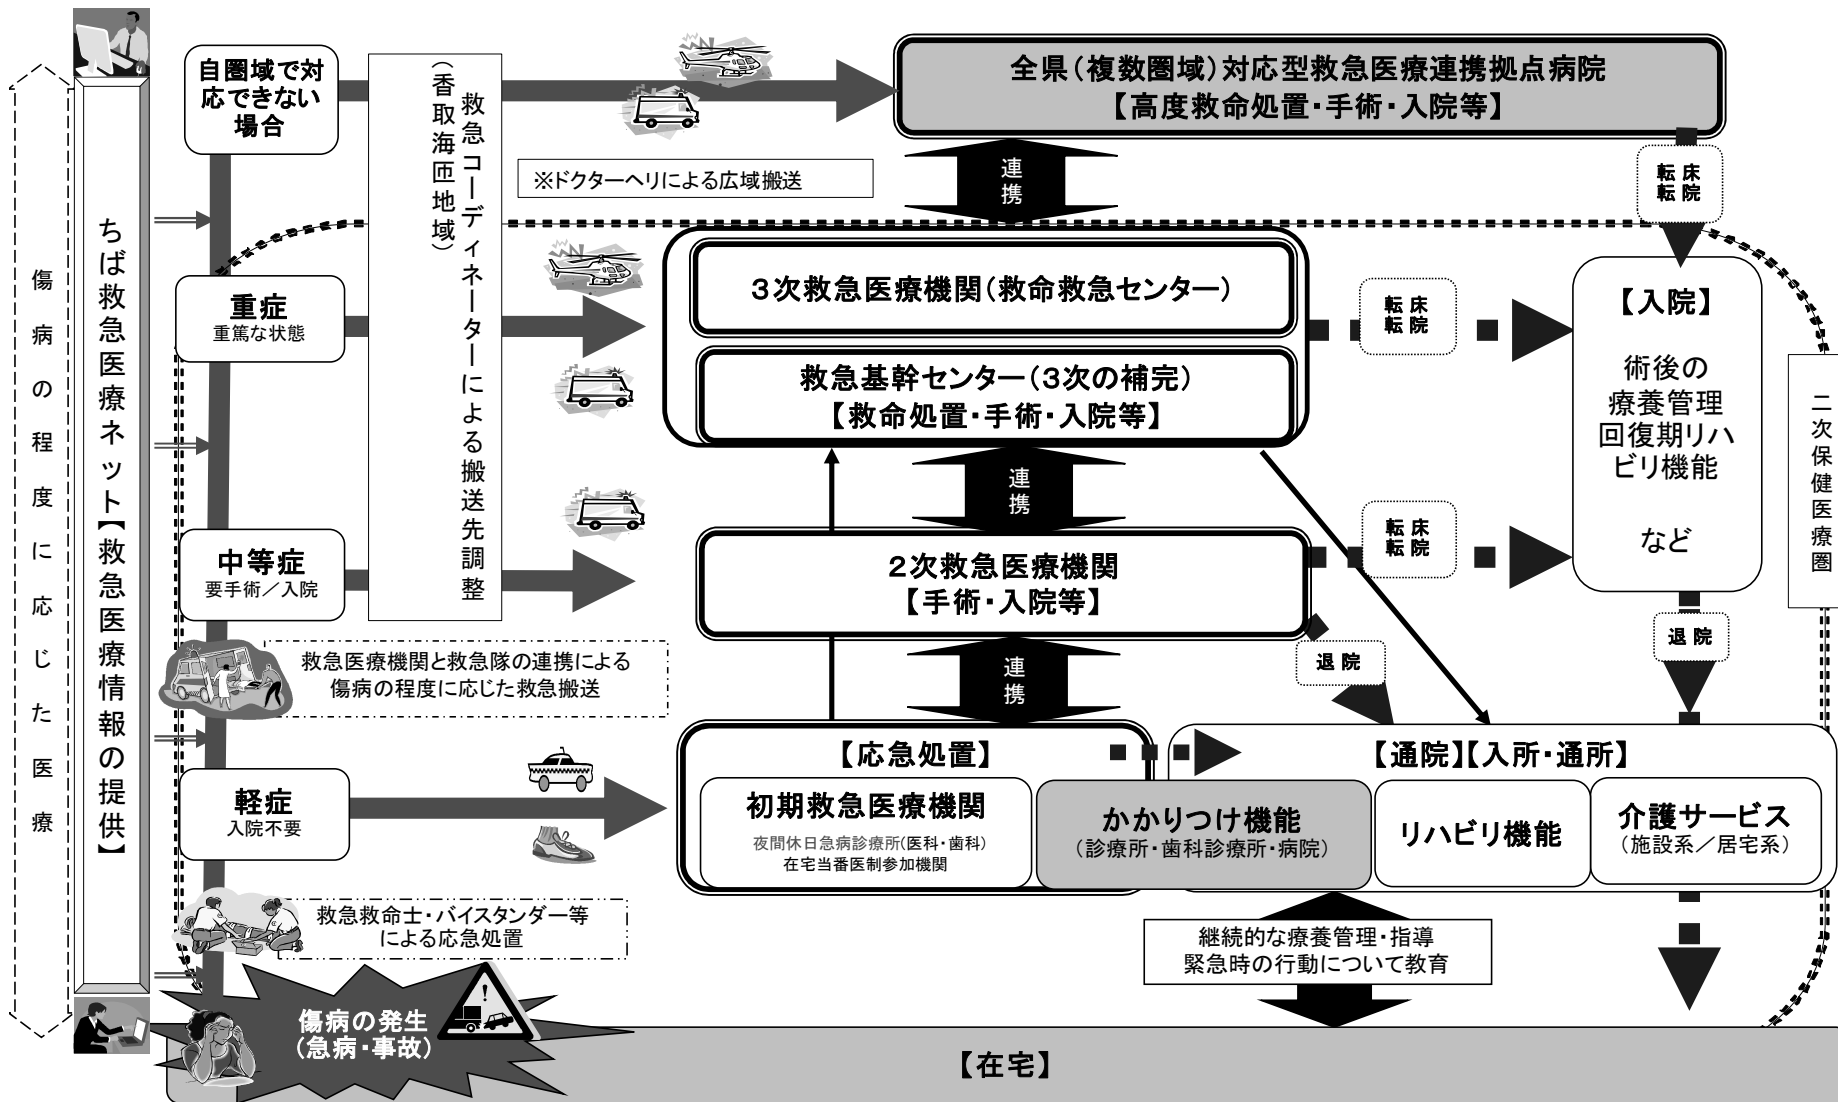 傷病の程度に応じた医療
ちば救急医療ネット【救急医療情報の提供】
自圏域で対
応できない
場合
救急コーディネーターによる搬送先調整
(香取海匝地域)
全県(複数圏域)対応型救急医療連携拠点病院
【高度救命処置・手術・入院等】
※ドクターヘリによる広域搬送
連携
転床
転院
重症
重篤な状態
3次救急医療機関(救命救急センター)
救急基幹センター(3次の補完)
【救命処置・手術・入院等】
転床
転院
【入院】
術後の
療養管理
回復期リハ
ビリ機能
など
二次保健医療圏
連携
中等症
要手術/入院
2次救急医療機関
【手術・入院等】
転床
転院
救急医療機関と救急隊の連携による
傷病の程度に応じた救急搬送
連携
退院
退院
軽症
入院不要
【応急処置】
初期救急医療機関
夜間休日急病診療所(医科・歯科)
在宅当番医制参加機関
【通院】【入所・通所】
かかりつけ機能
(診療所・歯科診療所・病院)
リハビリ機能
介護サービス
(施設系/居宅系)
救急救命士・バイスタンダー等
による応急処置
継続的な療養管理・指導
緊急時の行動について教育
傷病の発生
(急病・事故)
!
【在宅】